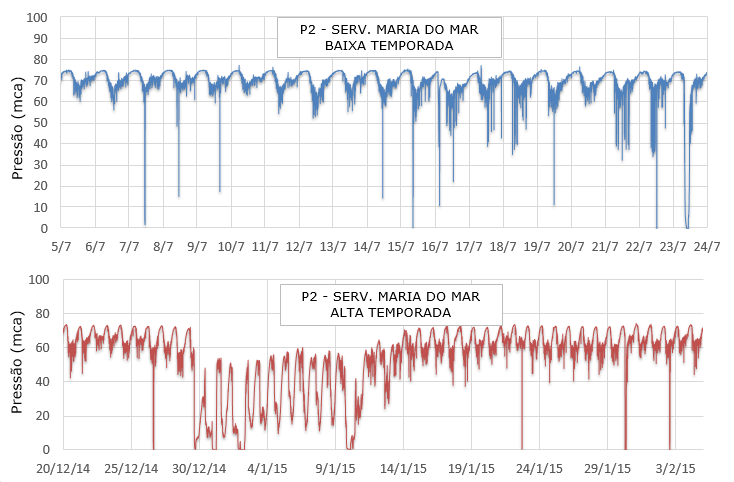 P2 - SERV. MARIA DO MAR
BAIXA TEMPORADA
Pressão (mca)
100
90
80
70
60
50
40
30
20
10
0
5/7 6/7 7/7 8/7 9/7 10/7 11/7 12/7 13/7 14/7 15/7 16/7 17/7 18/7 19/7 20/7 21/7 22/7 23/7 24/7
P2 - SERV. MARIA DO MAR
ALTA TEMPORADA
Pressão (mca)
100
80
60
40
20
0
20/12/14 25/12/14 30/12/14 4/1/15 9/1/15 14/1/15 19/1/15 24/1/15 29/1/15 3/2/15